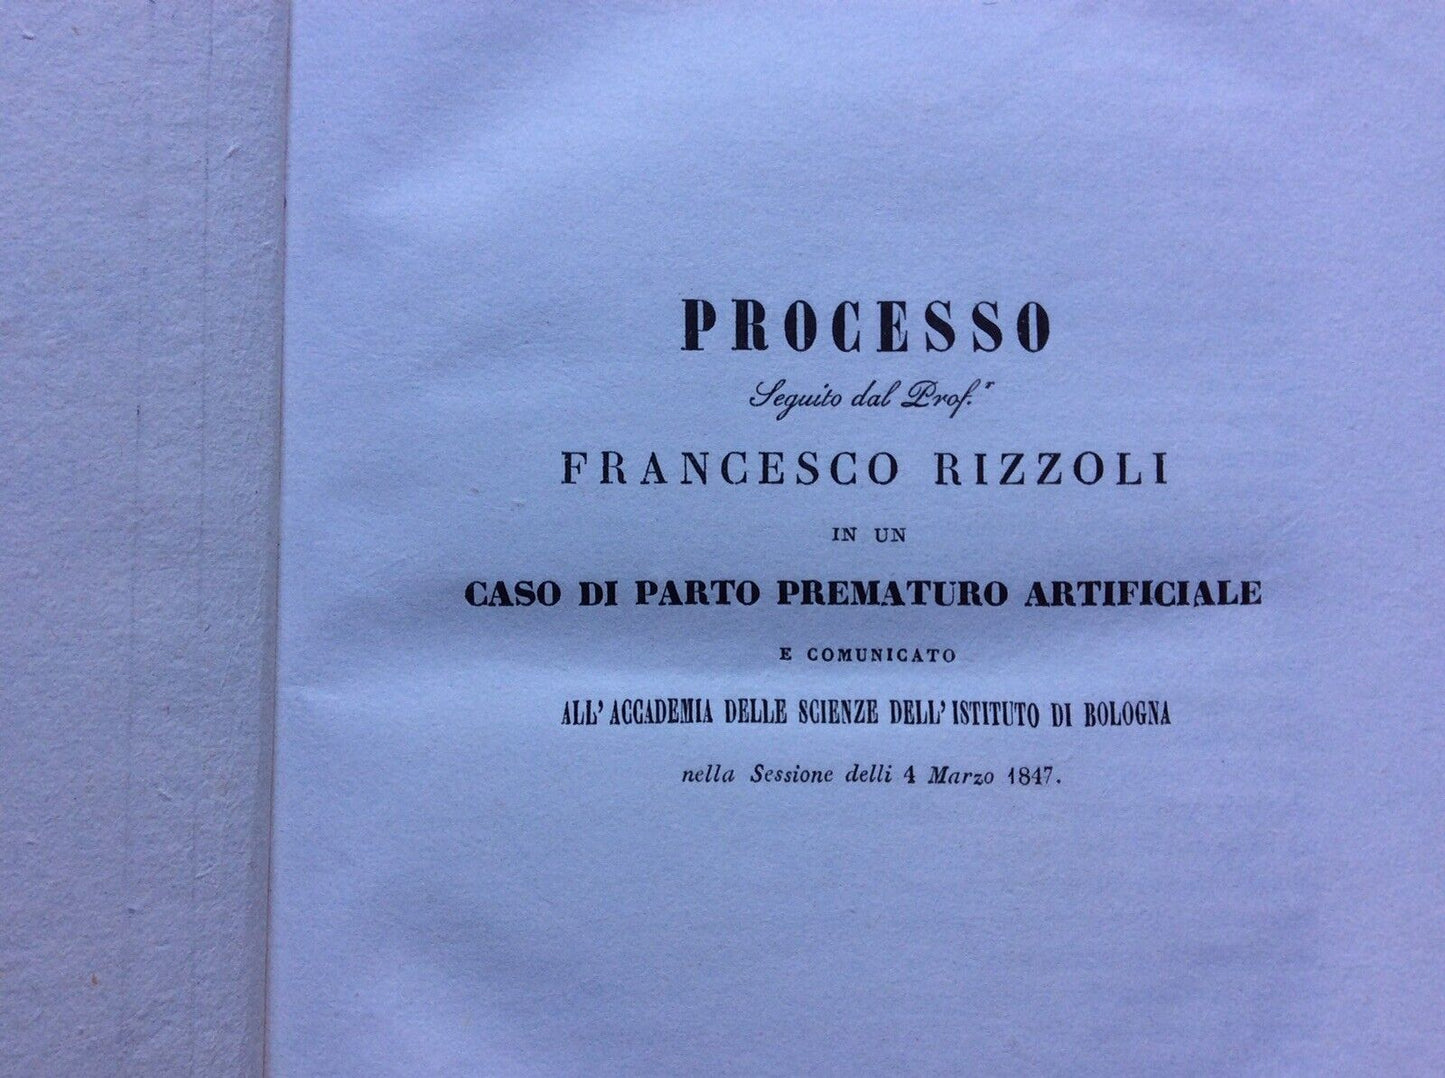 PROCESSO
Seguito dal Prof.ʳ
FRANCESCO RIZZOLI
IN UN
CASO DI PARTO PREMATURO ARTIFICIALE
E COMUNICATO
ALL' ACCADEMIA DELLE SCIENZE DELL' ISTITUTO DI BOLOGNA
nella Sessione delli 4 Marzo 1847.